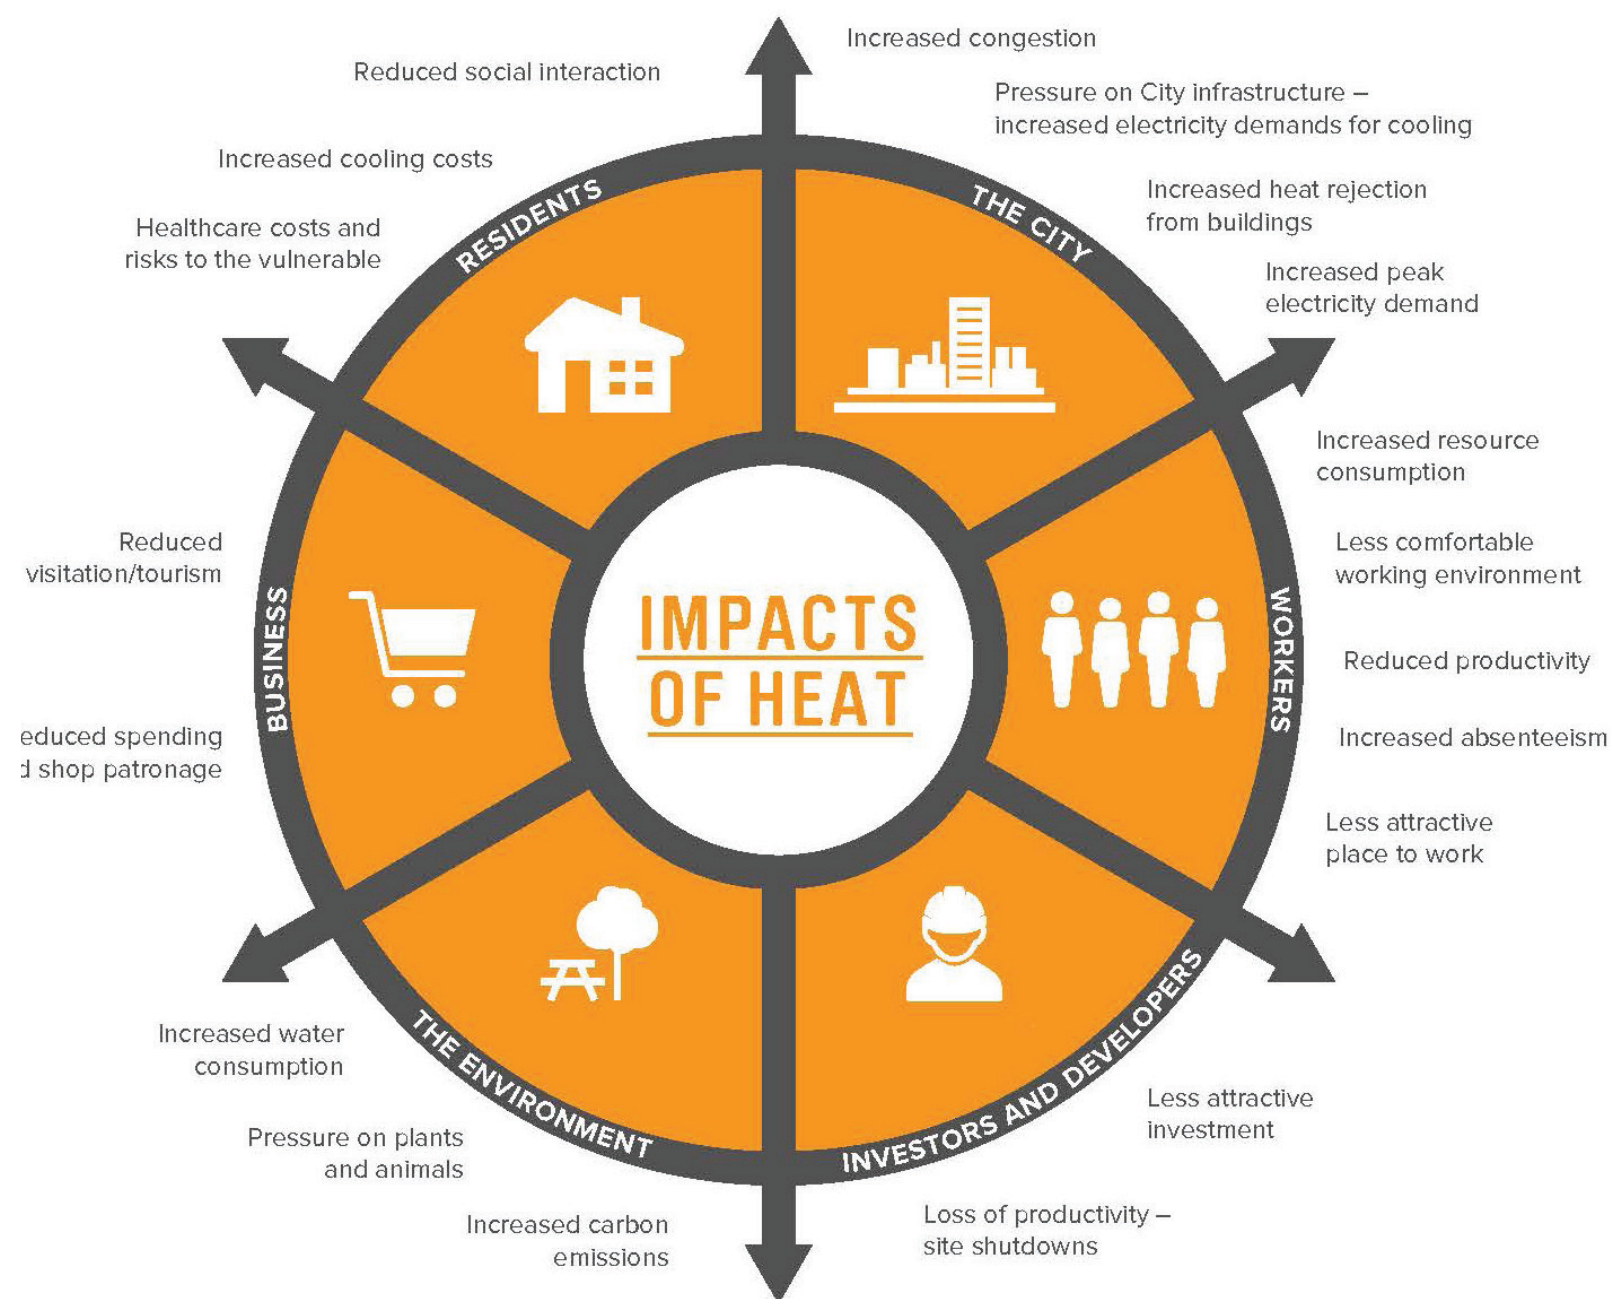 Increased congestion
Pressure on City infrastructure –
increased electricity demands for cooling
Increased heat rejection
from buildings
Increased peak
electricity demand
THE CITY
Increased resource
consumption
Less comfortable
working environment
Reduced productivity
Increased absenteeism
Less attractive
place to work
WORKERS
Less attractive
investment
Loss of productivity –
site shutdowns
INVESTORS AND DEVELOPERS
Increased water
consumption
Pressure on plants
and animals
Increased carbon
emissions
THE ENVIRONMENT
Reduced
visitation/tourism
educed spending
d shop patronage
BUSINESS
Reduced social interaction
Increased cooling costs
Healthcare costs and
risks to the vulnerable
RESIDENTS
IMPACTS
OF HEAT